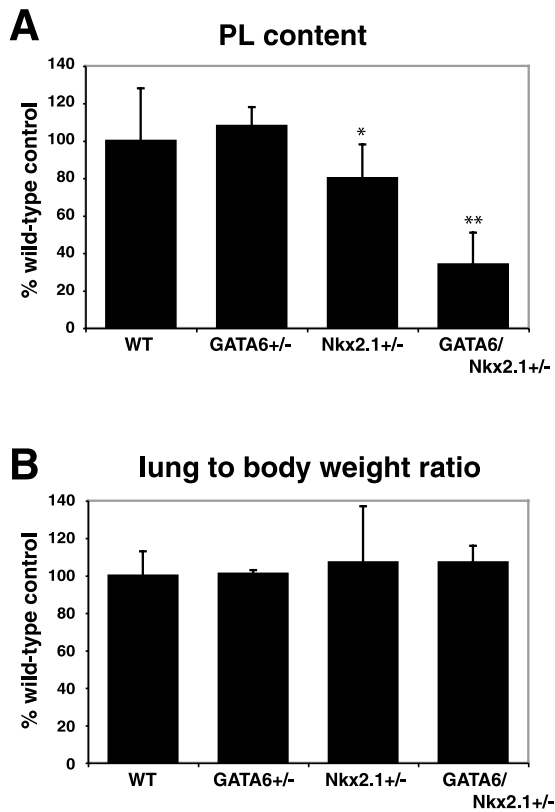 A
PL content
% wild-type control
140
120
100
80
60
40
20
0
*
**
WT
GATA6+/-
Nkx2.1+/-
GATA6/
Nkx2.1+/-
B
lung to body weight ratio
% wild-type control
140
120
100
80
60
40
20
0
WT
GATA6+/-
Nkx2.1+/-
GATA6/
Nkx2.1+/-